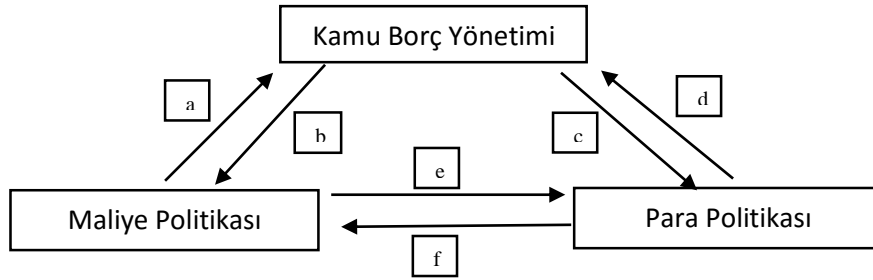 Kamu Borç Yönetimi
a
d
b
c
e
Maliye Politikası
Para Politikası
f